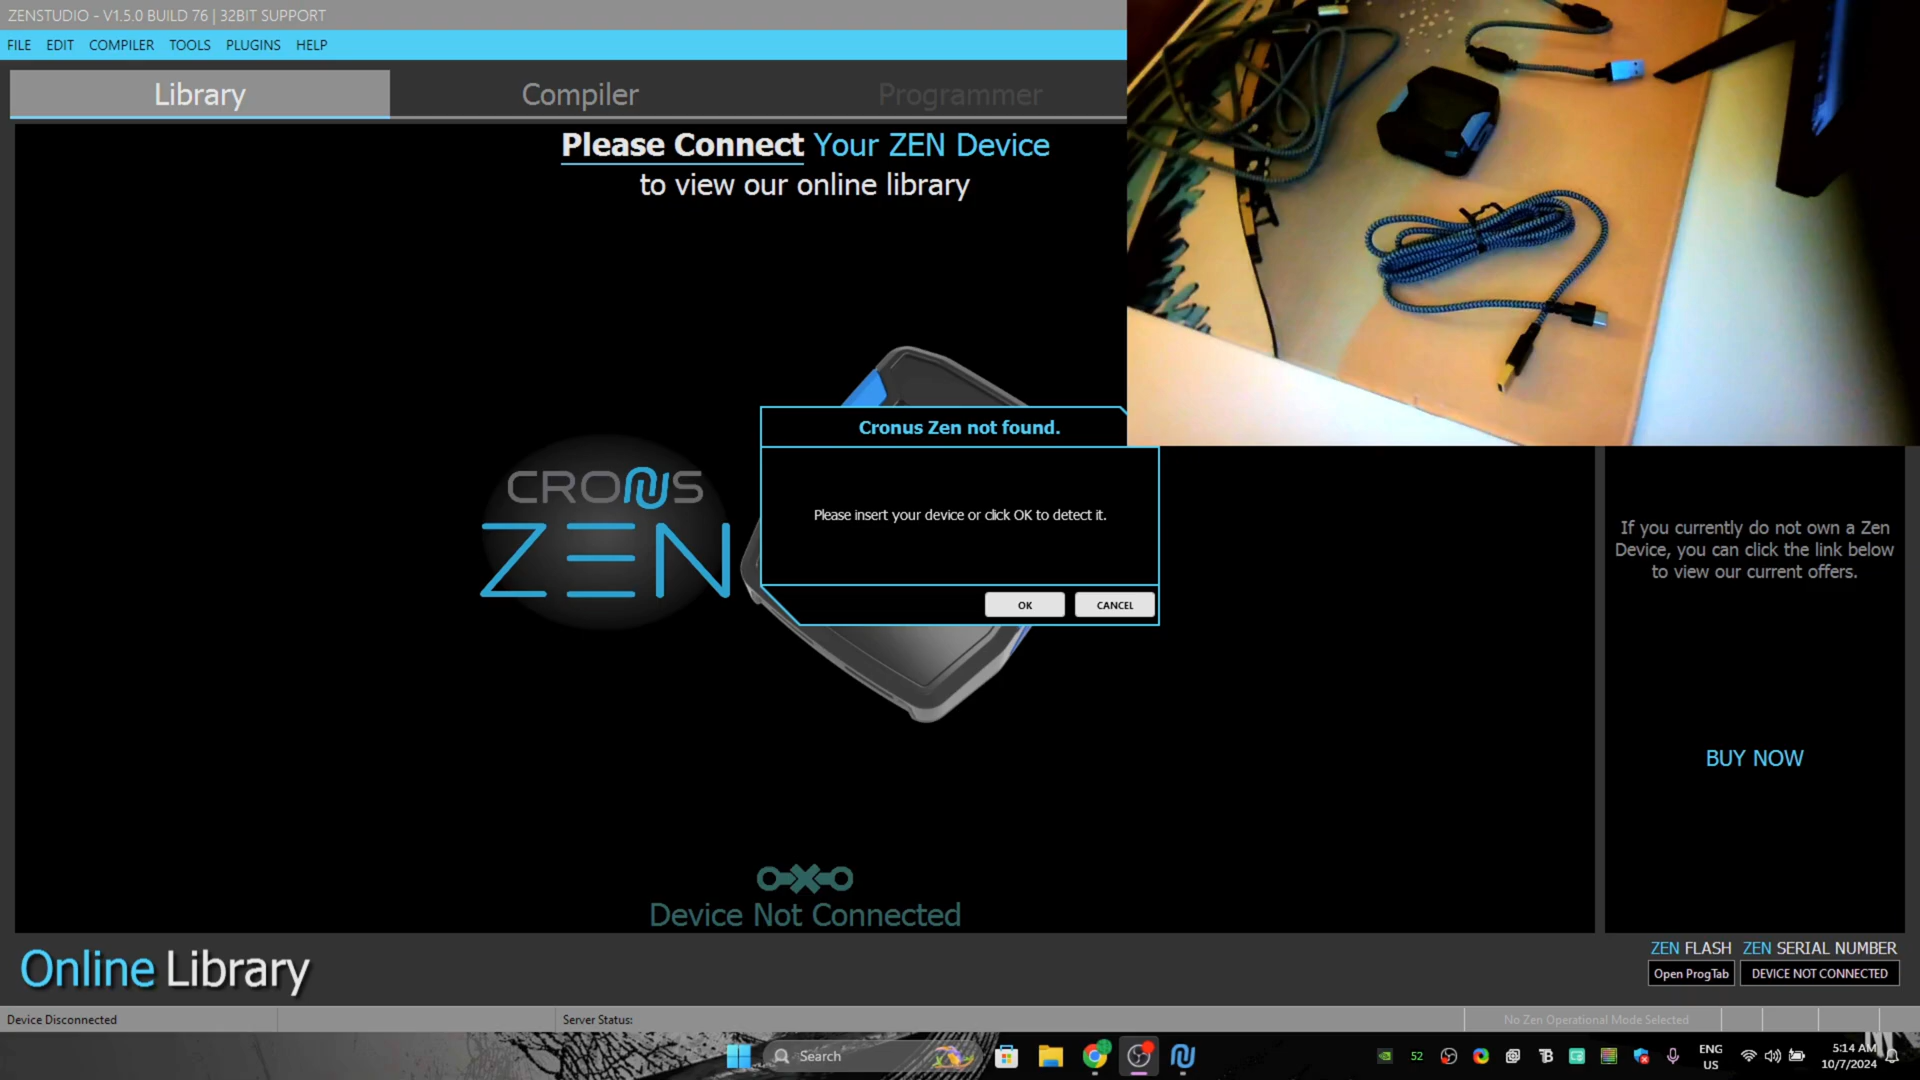 ZENSTUDIO - V1.5.0 BUILD 76 | 32BIT SUPPORT
FILE EDIT COMPILER TOOLS PLUGINS HELP
Library Compiler Programmer
Please Connect Your ZEN Device
to view our online library
CRONUS
ZEN
Cronus Zen not found.
Please insert your device or click OK to detect it.
OK CANCEL
If you currently do not own a Zen
Device, you can click the link below
to view our current offers.
BUY NOW
Device Not Connected
Online Library
ZEN FLASH ZEN SERIAL NUMBER
Open ProgTab DEVICE NOT CONNECTED
Device Disconnected Server Status: No Zen Operational Mode Selected
Search
52
ENG
US
5:14 AM
10/7/2024